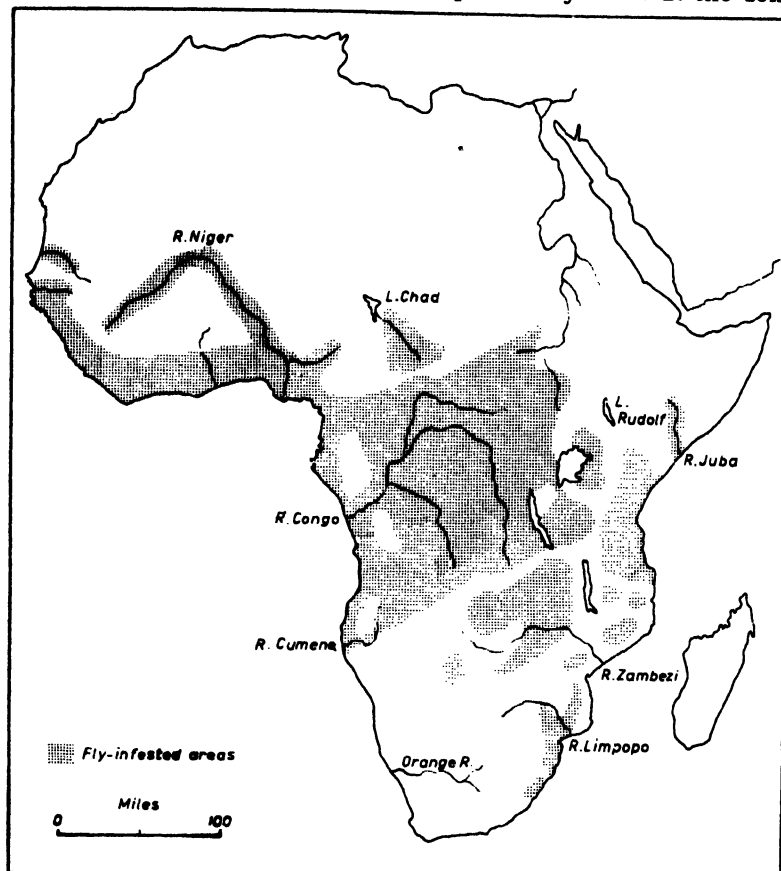 R. Niger
L. Chad
L.
Rudolf
R. Juba
R. Congo
R. Cumene
R. Zambezi
R. Limpopo
Orange R.
Fly-infested areas
Miles
0 100